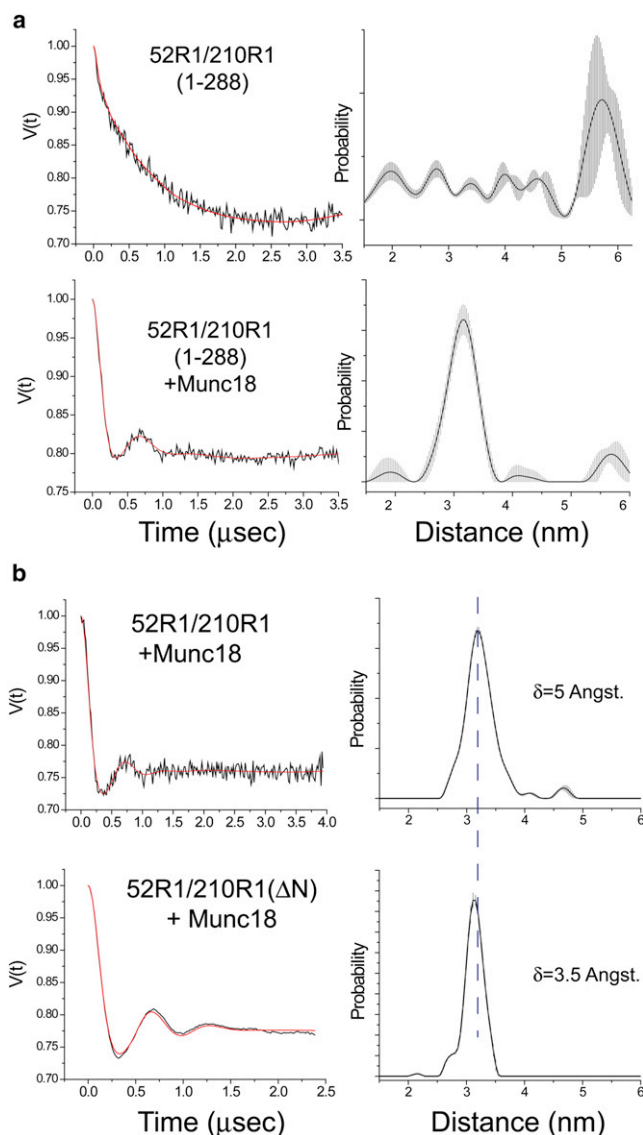 a
52R1/210R1
(1-288)
V(t)
1.00
0.95
0.90
0.85
0.80
0.75
0.70
0.0 0.5 1.0 1.5 2.0 2.5 3.0 3.5
Probability
2 3 4 5 6
52R1/210R1
(1-288)
+Munc18
V(t)
1.00
0.95
0.90
0.85
0.80
0.75
0.0 0.5 1.0 1.5 2.0 2.5 3.0 3.5
Time (μsec)
Probability
2 3 4 5 6
Distance (nm)
b
52R1/210R1
+Munc18
V(t)
1.00
0.95
0.90
0.85
0.80
0.75
0.70
0.0 0.5 1.0 1.5 2.0 2.5 3.0 3.5 4.0
Probability
δ=5 Angst.
2 3 4 5 6
52R1/210R1(ΔN)
+ Munc18
V(t)
1.00
0.95
0.90
0.85
0.80
0.75
0.70
0.0 0.5 1.0 1.5 2.0 2.5
Time (μsec)
Probability
δ=3.5 Angst.
2 3 4 5 6
Distance (nm)